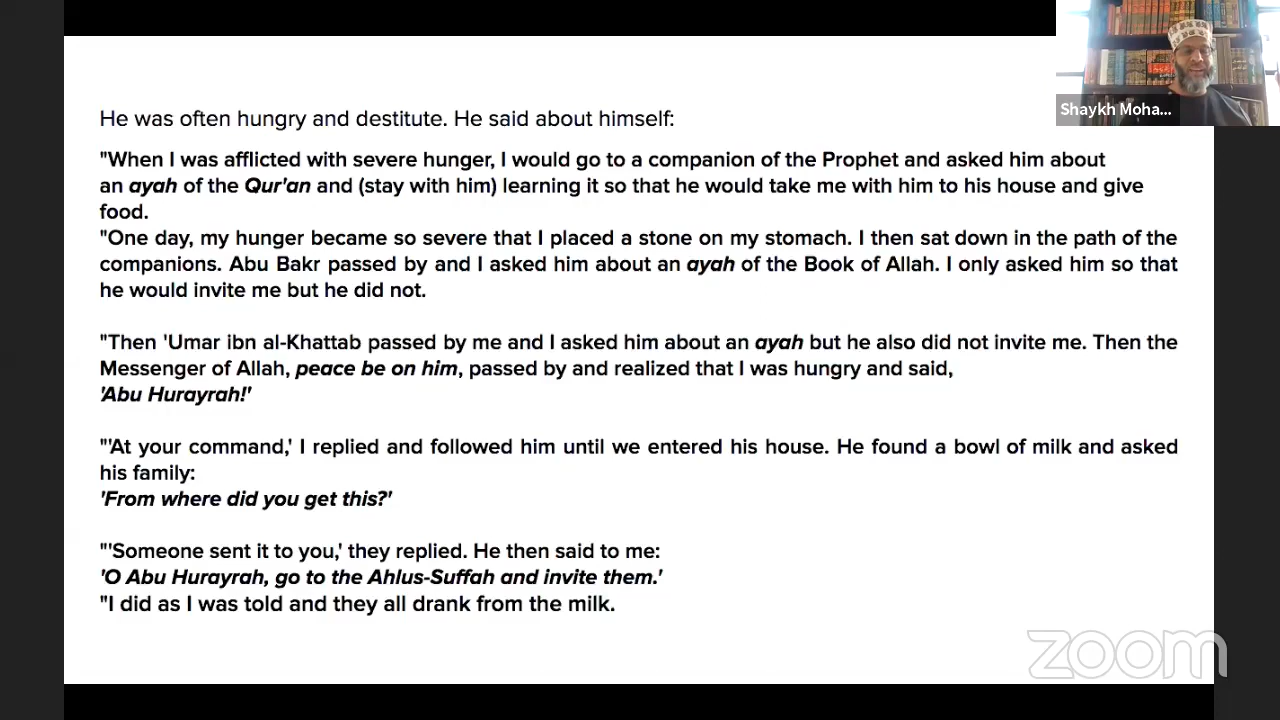 Shaykh Moha...
He was often hungry and destitute. He said about himself:
"When I was afflicted with severe hunger, I would go to a companion of the Prophet and asked him about
an ayah of the Qur'an and (stay with him) learning it so that he would take me with him to his house and give
food.
"One day, my hunger became so severe that I placed a stone on my stomach. I then sat down in the path of the
companions. Abu Bakr passed by and I asked him about an ayah of the Book of Allah. I only asked him so that
he would invite me but he did not.
"Then 'Umar ibn al-Khattab passed by me and I asked him about an ayah but he also did not invite me. Then the
Messenger of Allah, peace be on him, passed by and realized that I was hungry and said,
'Abu Hurayrah!'
"'At your command,' I replied and followed him until we entered his house. He found a bowl of milk and asked
his family:
'From where did you get this?'
"'Someone sent it to you,' they replied. He then said to me:
'O Abu Hurayrah, go to the Ahlus-Suffah and invite them.'
"I did as I was told and they all drank from the milk.
zoom